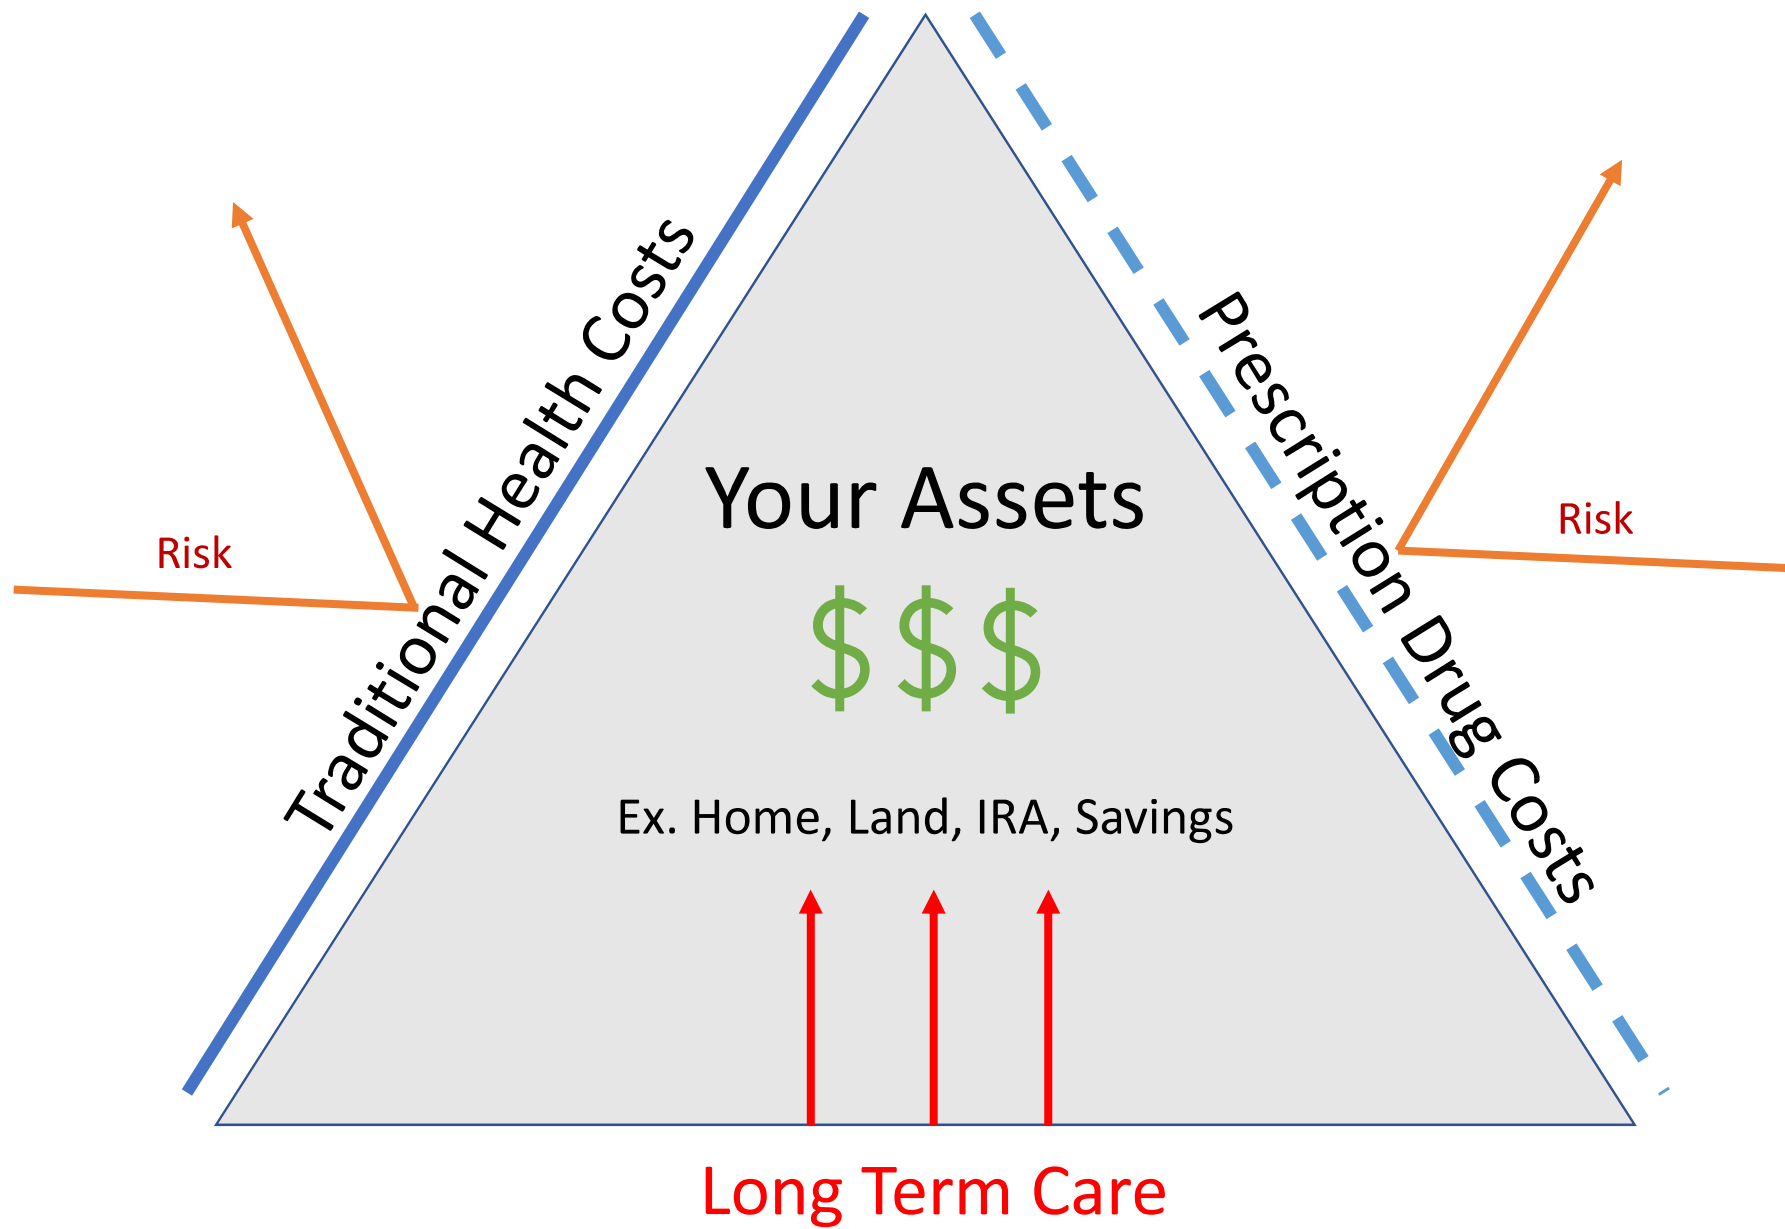 Traditional Health Costs
Prescription Drug Costs
Risk
Risk
Your Assets
$$$
Ex. Home, Land, IRA, Savings
Long Term Care